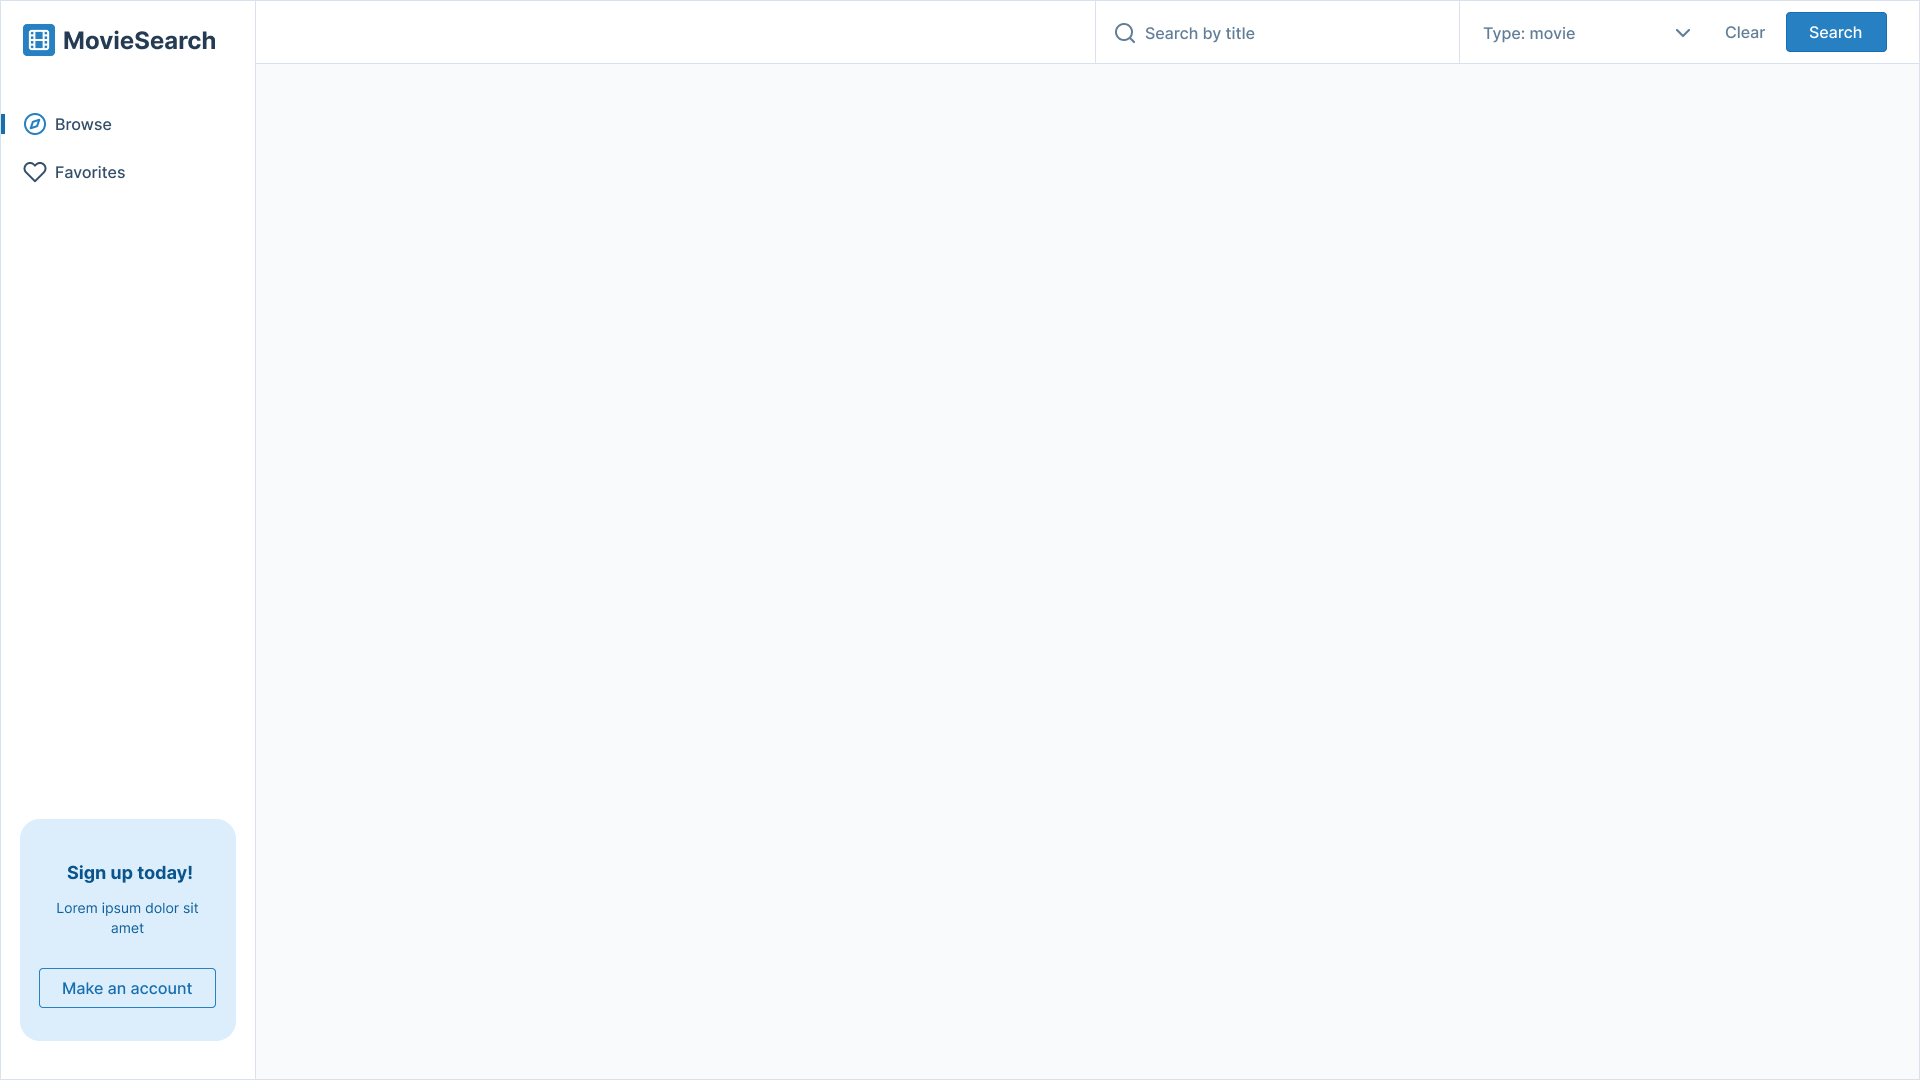 MovieSearch
Search by title
Type: movie
Clear
Search
Browse
Favorites
Sign up today!
Lorem ipsum dolor sit
amet
Make an account